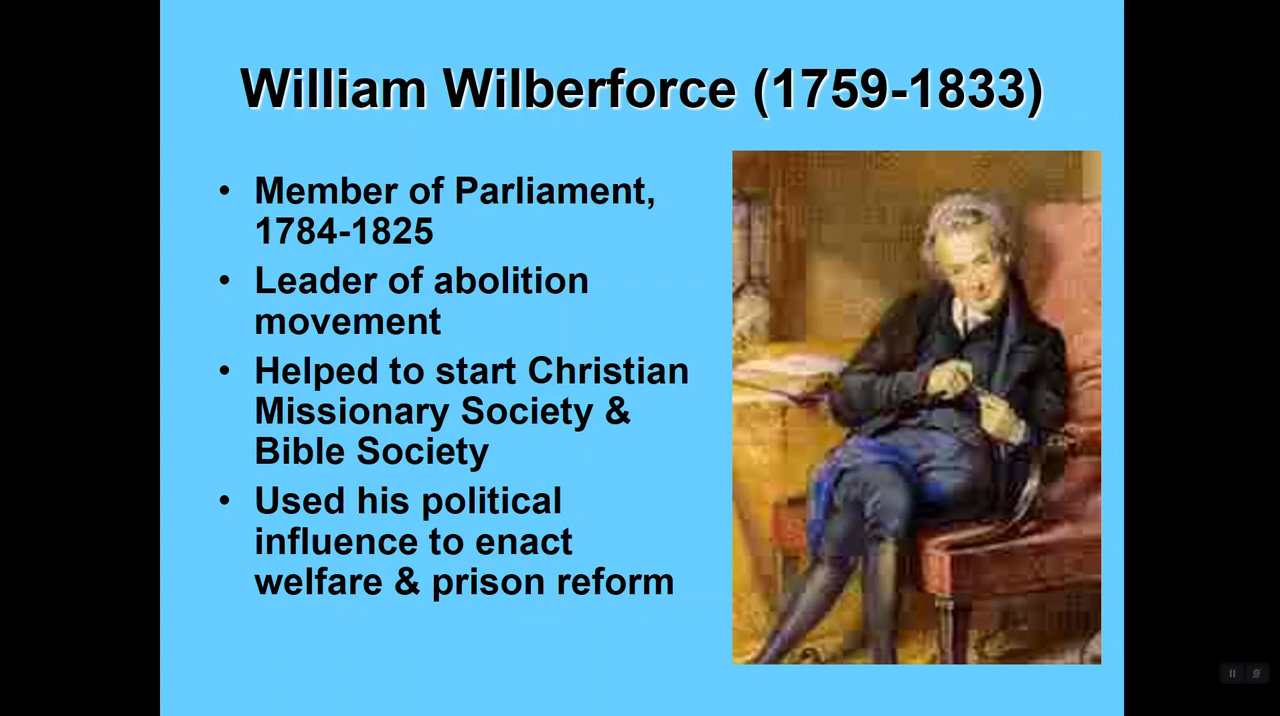 William Wilberforce (1759-1833)
• Member of Parliament,
1784-1825
• Leader of abolition
movement
• Helped to start Christian
Missionary Society &
Bible Society
• Used his political
influence to enact
welfare & prison reform